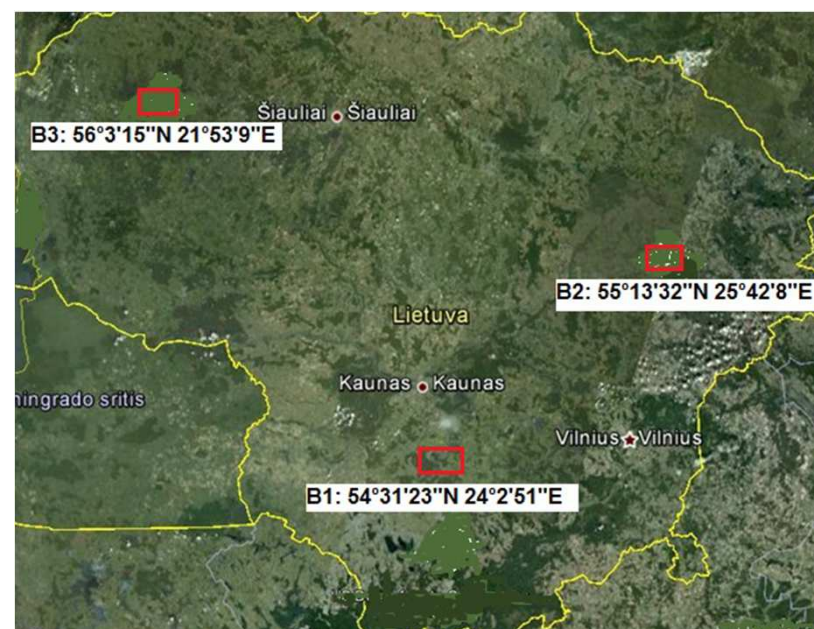 Šiauliai Šiauliai
B3: 56°3'15"N 21°53'9"E
B2: 55°13'32"N 25°42'8"E
Lietuva
Kaunas Kaunas
ningrado sritis
Vilnius Vilnius
B1: 54°31'23"N 24°2'51"E